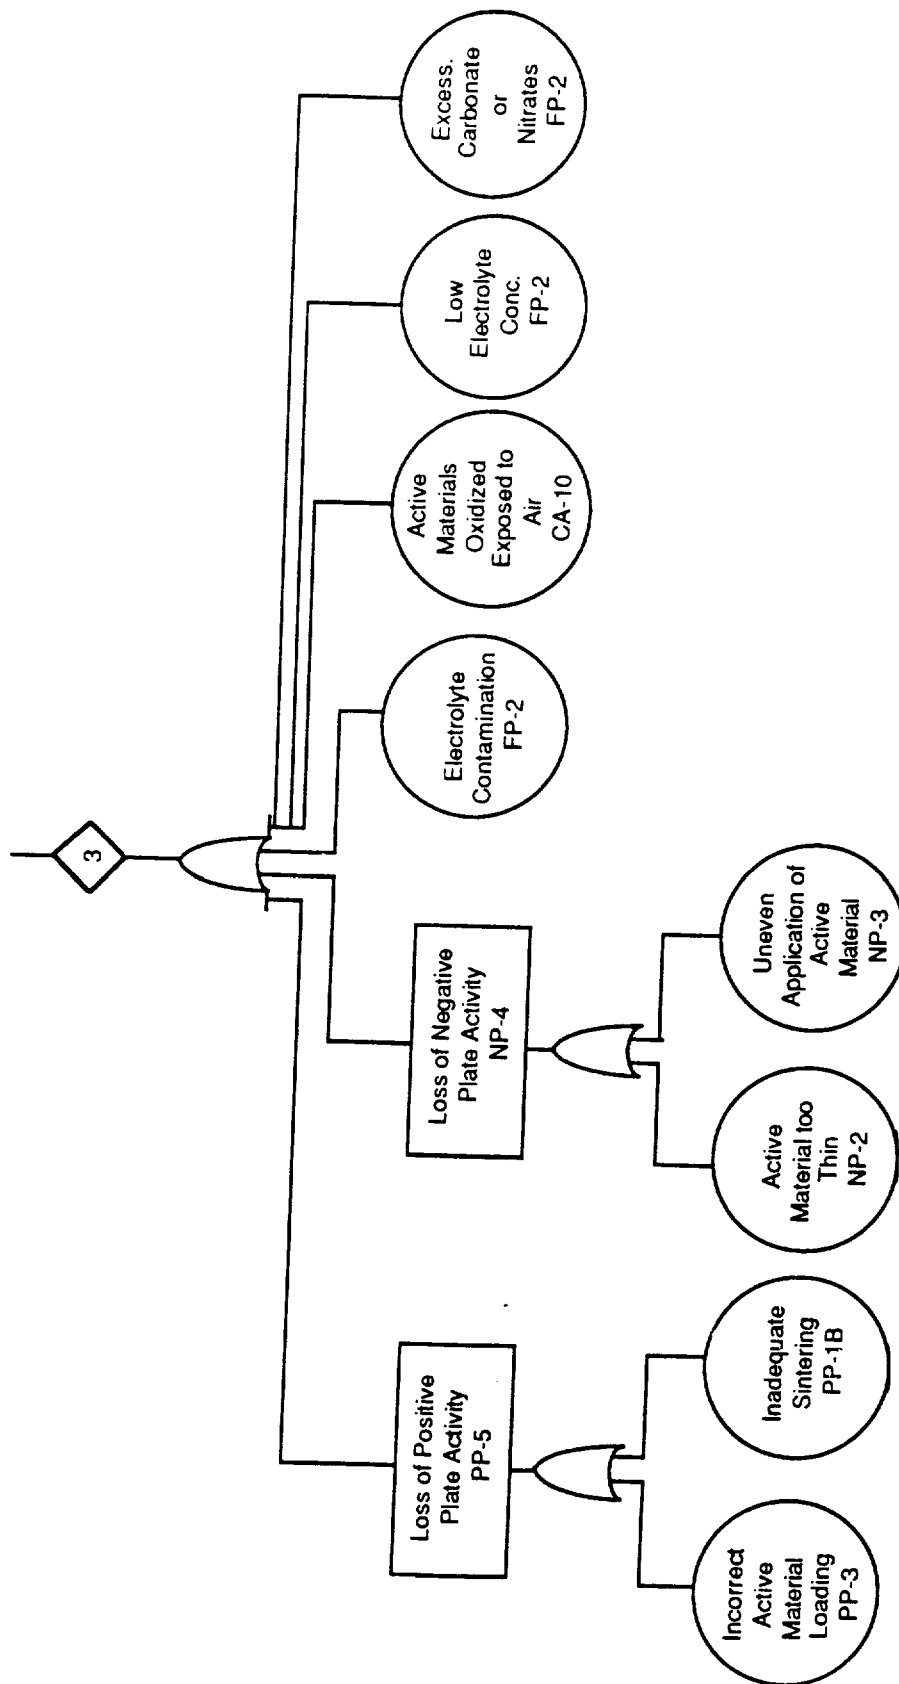 3
Loss of Positive
Plate Activity
PP-5
Loss of Negative
Plate Activity
NP-4
Electrolyte
Contamination
FP-2
Active
Materials
Oxidized
Exposed to
Air
CA-10
Low
Electrolyte
Conc.
FP-2
Excess.
Carbonate
or
Nitrates
FP-2
Incorrect
Active
Material
Loading
PP-3
Inadequate
Sintering
PP-1B
Active
Material too
Thin
NP-2
Uneven
Application of
Active
Material
NP-3